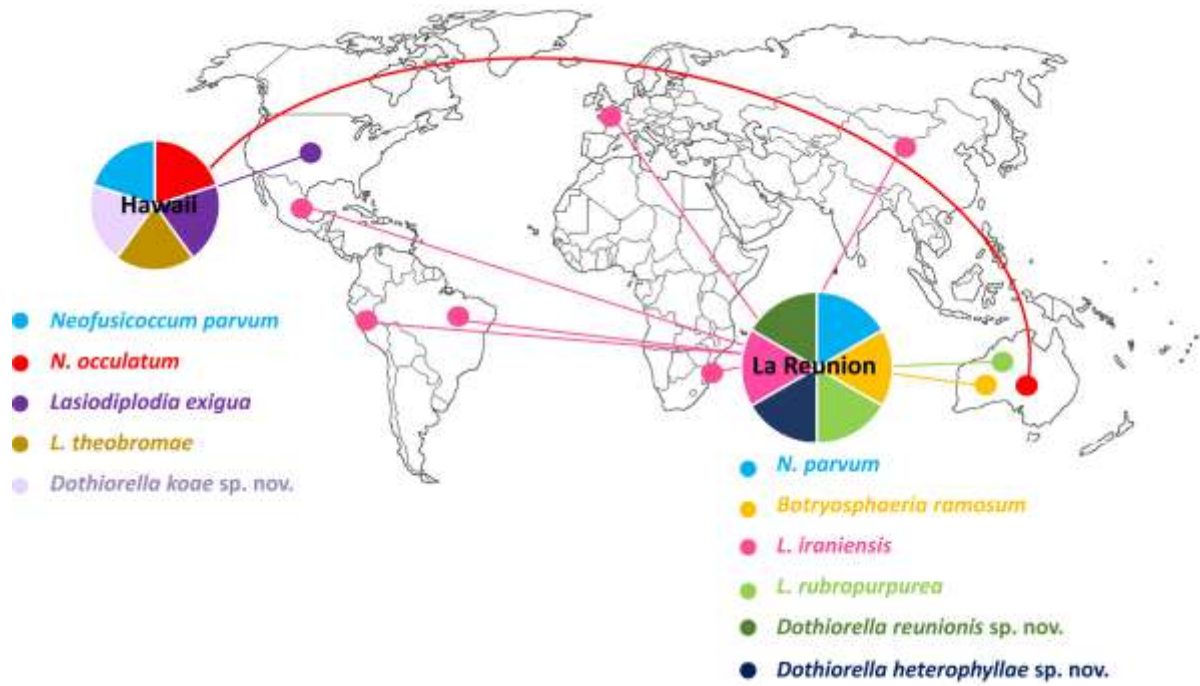 Hawaii
La Reunion
Neofusicoccum parvum
N. occulatum
Lasiodiplodia exigua
L. theobromae
Dothiorella koae sp. nov.
N. parvum
Botryosphaeria ramosum
L. iraniensis
L. rubropurpurea
Dothiorella reunionis sp. nov.
Dothiorella heterophyllae sp. nov.